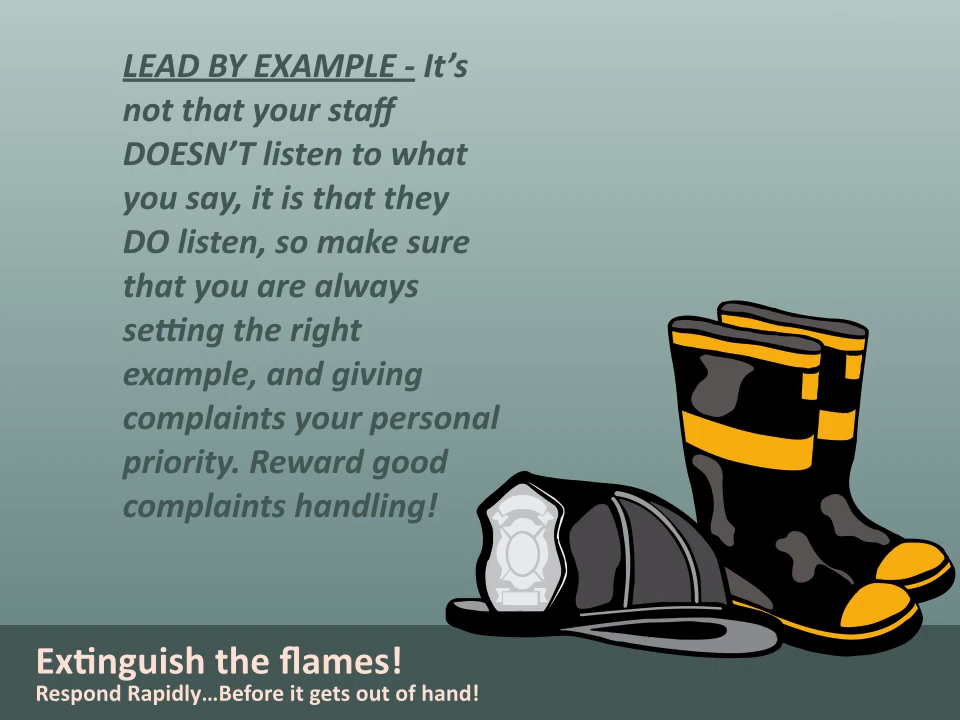 LEAD BY EXAMPLE - It’s
not that your staff
DOESN’T listen to what
you say, it is that they
DO listen, so make sure
that you are always
setting the right
example, and giving
complaints your personal
priority. Reward good
complaints handling!
Extinguish the flames!
Respond Rapidly…Before it gets out of hand!